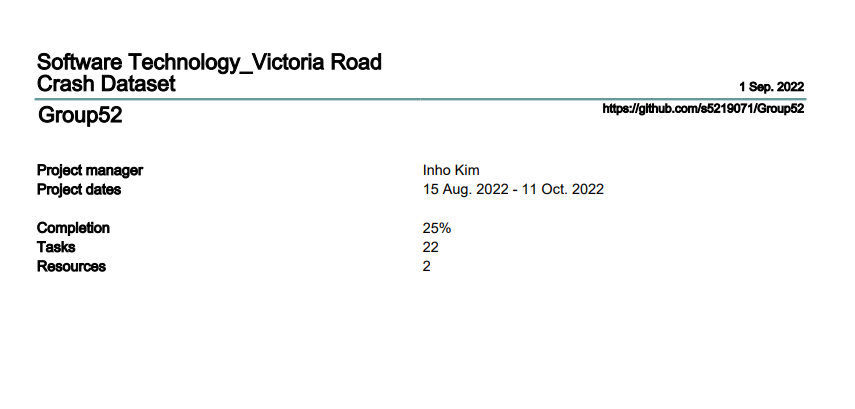 Software Technology_Victoria Road
Crash Dataset
1 Sep. 2022
Group52
https://github.com/s5219071/Group52
Project manager Inho Kim
Project dates 15 Aug. 2022 - 11 Oct. 2022
Completion 25%
Tasks 22
Resources 2